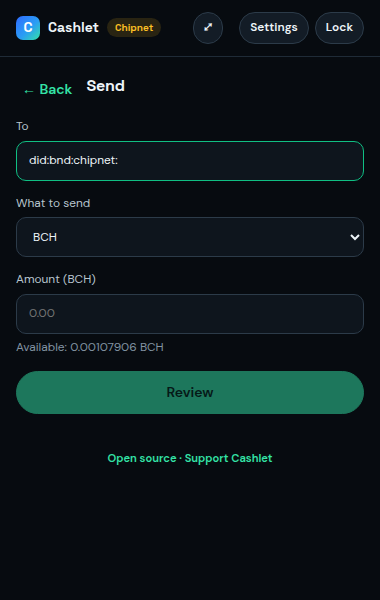 C Cashlet Chipnet Settings Lock
← Back Send
To
did:bnd:chipnet:
What to send
BCH
Amount (BCH)
0.00
Available: 0.00107906 BCH
Review
Open source · Support Cashlet